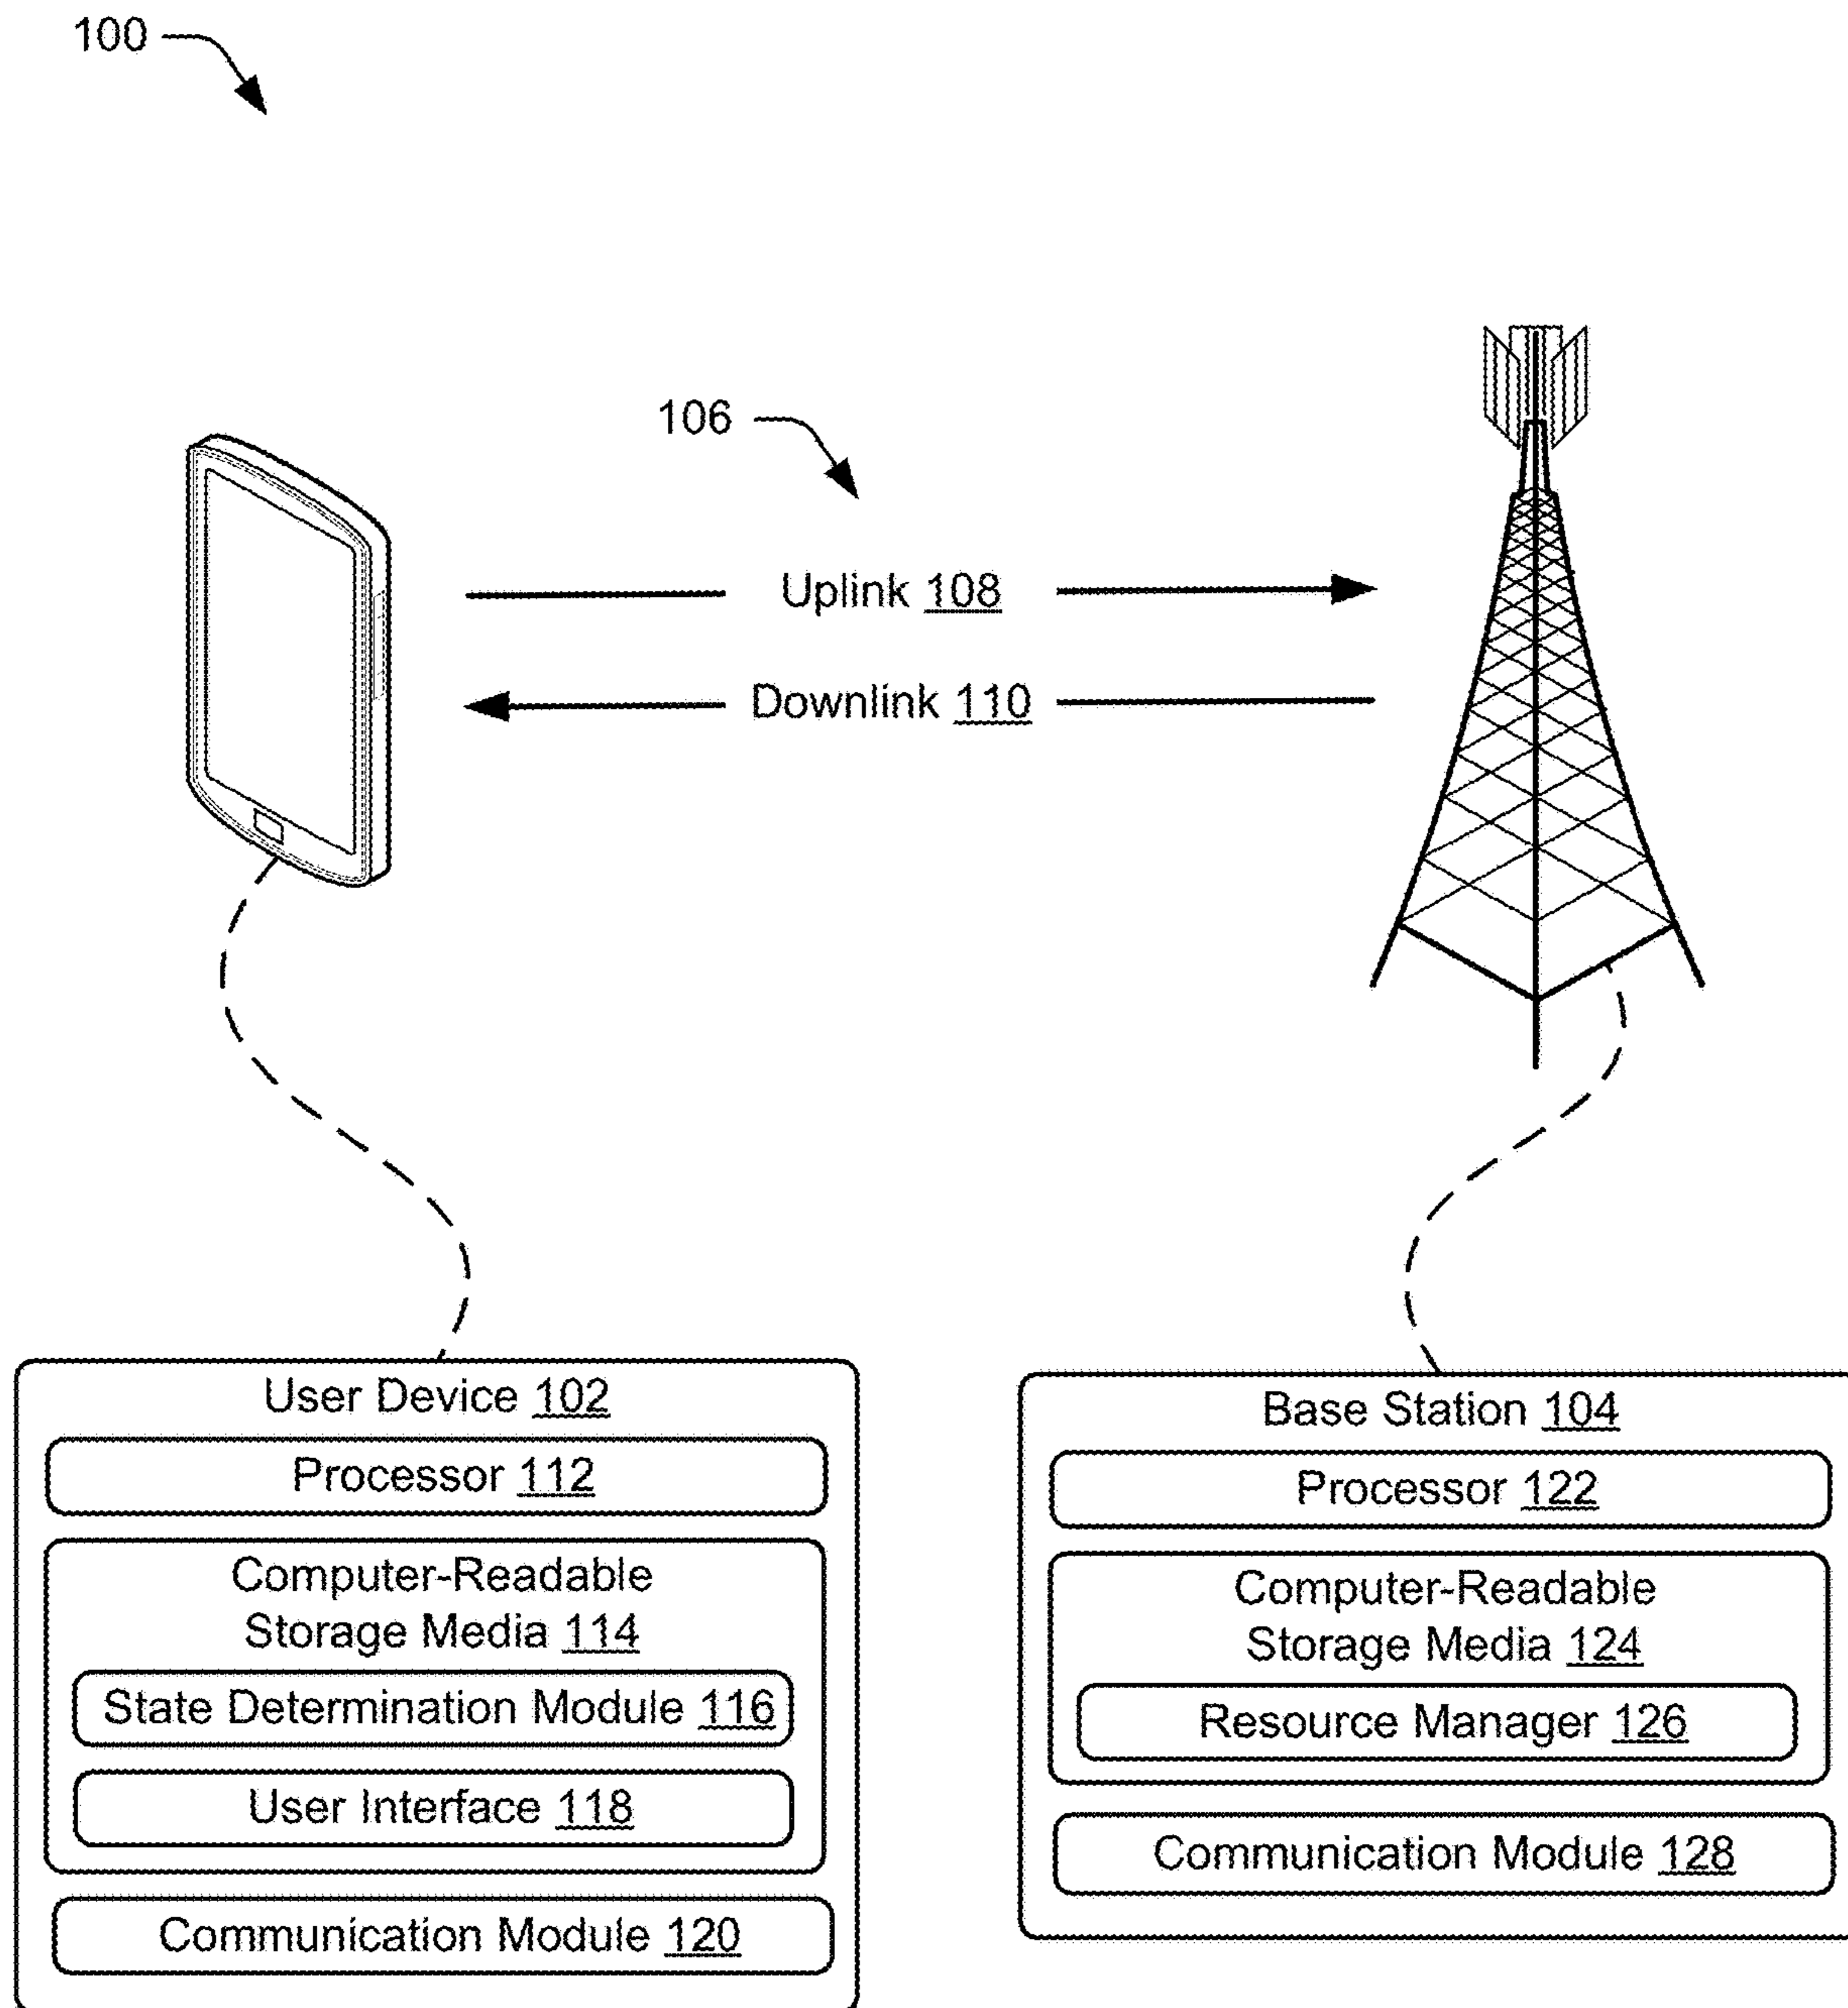 100
106
Uplink 108
Downlink 110
User Device 102
Processor 112
Computer-Readable
Storage Media 114
State Determination Module 116
User Interface 118
Communication Module 120
Base Station 104
Processor 122
Computer-Readable
Storage Media 124
Resource Manager 126
Communication Module 128